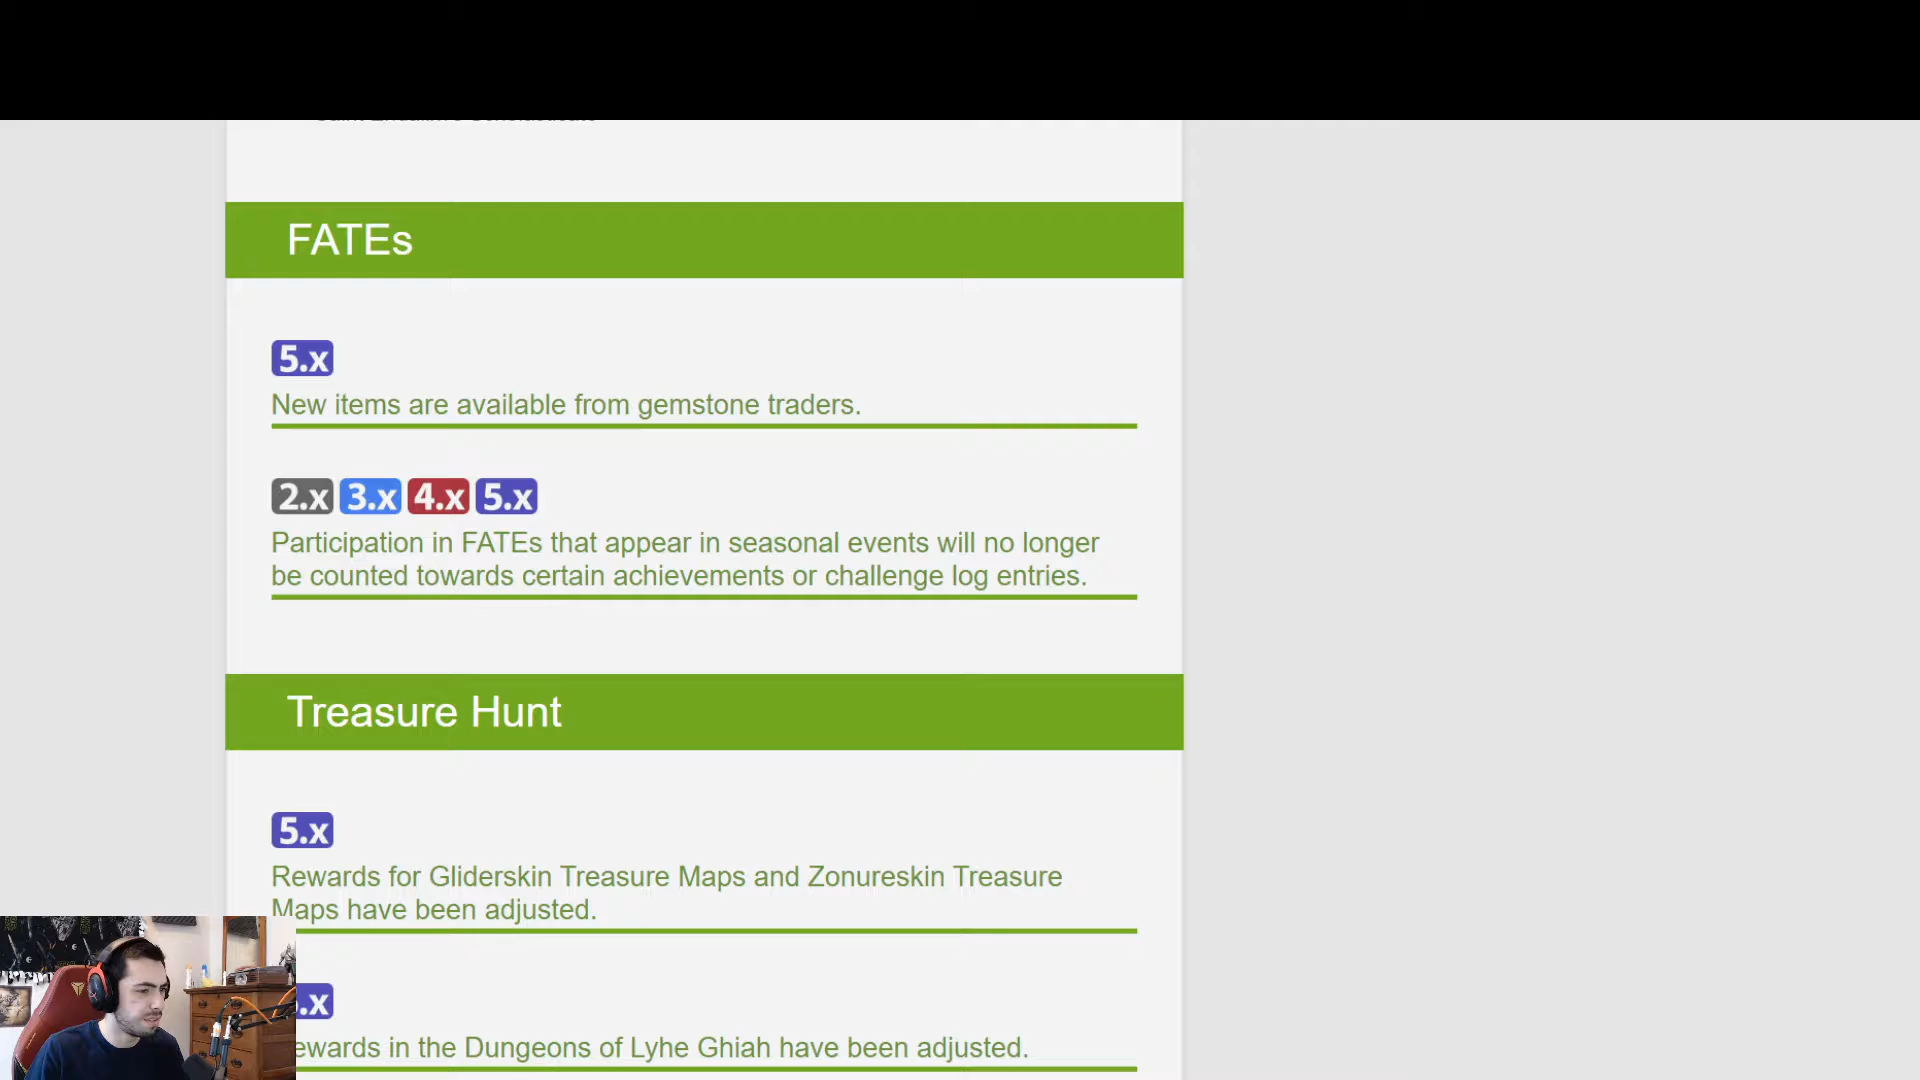 FATEs
5.x
New items are available from gemstone traders.
2.x 3.x 4.x 5.x
Participation in FATEs that appear in seasonal events will no longer
be counted towards certain achievements or challenge log entries.
Treasure Hunt
5.x
Rewards for Gliderskin Treasure Maps and Zonureskin Treasure
Maps have been adjusted.
.x
ewards in the Dungeons of Lyhe Ghiah have been adjusted.